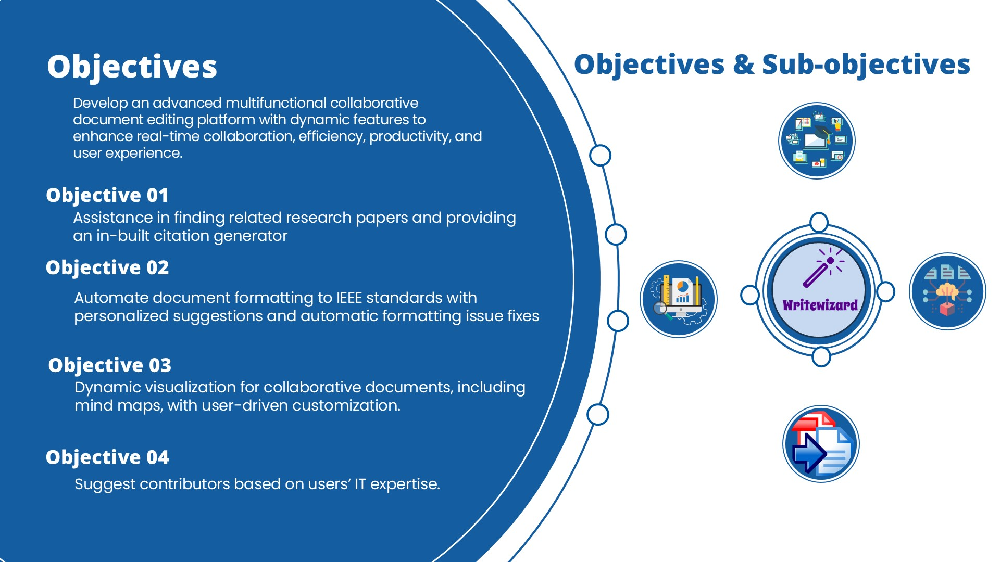 Objectives
Develop an advanced multifunctional collaborative
document editing platform with dynamic features to
enhance real-time collaboration, efficiency, productivity, and
user experience.
Objective 01
Assistance in finding related research papers and providing
an in-built citation generator
Objective 02
Automate document formatting to IEEE standards with
personalized suggestions and automatic formatting issue fixes
Objective 03
Dynamic visualization for collaborative documents, including
mind maps, with user-driven customization.
Objective 04
Suggest contributors based on users’ IT expertise.
Objectives & Sub-objectives
Writewizard